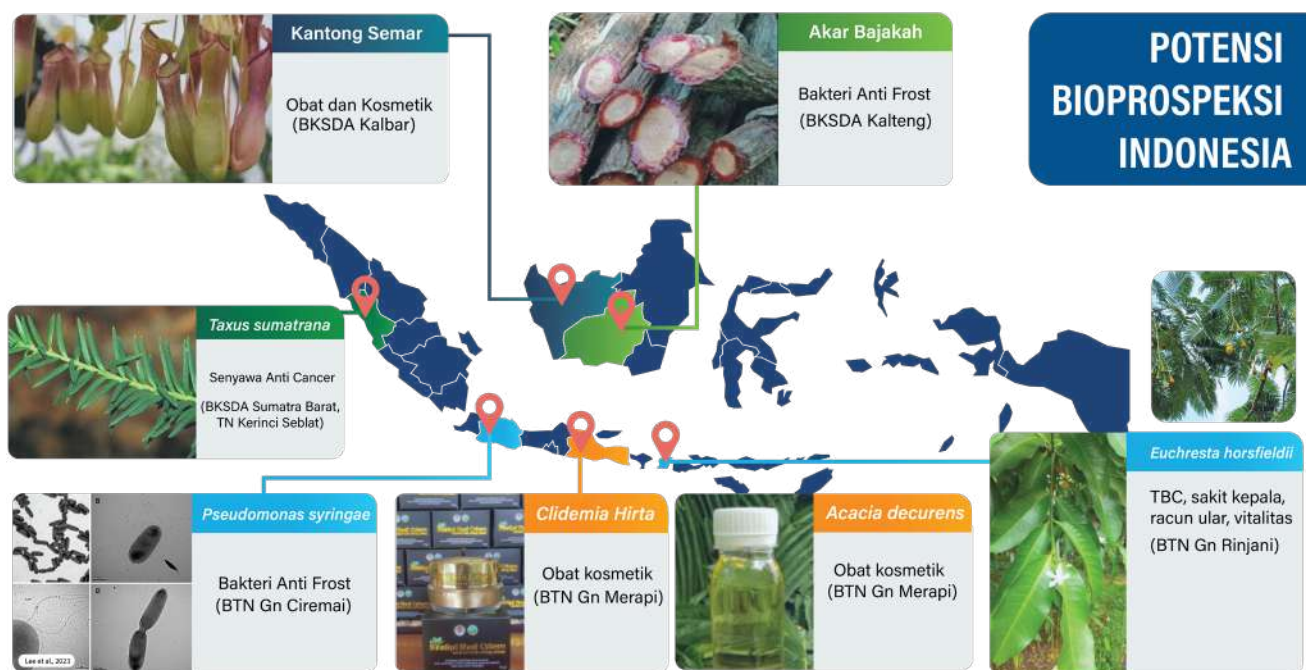 POTENSI
BIOPROSPEKSI
INDONESIA
Kantong Semar
Obat dan Kosmetik
(BKSDA Kalbar)
Akar Bajakah
Bakteri Anti Frost
(BKSDA Kalteng)
Taxus sumatrana
Senyawa Anti Cancer
(BKSDA Sumatra Barat,
TN Kerinci Seblat)
Pseudomonas syringae
Bakteri Anti Frost
(BTN Gn Ciremai)
Lee et al., 2023
Clidemia Hirta
Obat kosmetik
(BTN Gn Merapi)
Acacia decurens
Obat kosmetik
(BTN Gn Merapi)
Euchresta horsfieldii
TBC, sakit kepala,
racun ular, vitalitas
(BTN Gn Rinjani)